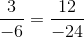 3/-6 = 12/-24